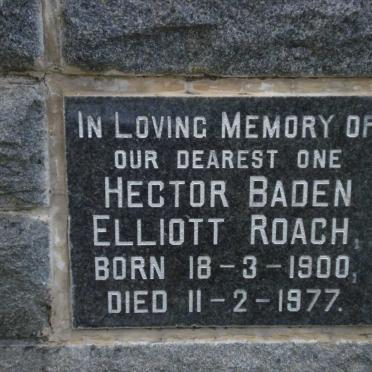 IN LOVING MEMORY OF
OUR DEAREST ONE
HECTOR BADEN
ELLIOTT ROACH,
BORN 18-3-1900,
DIED 11-2-1977.